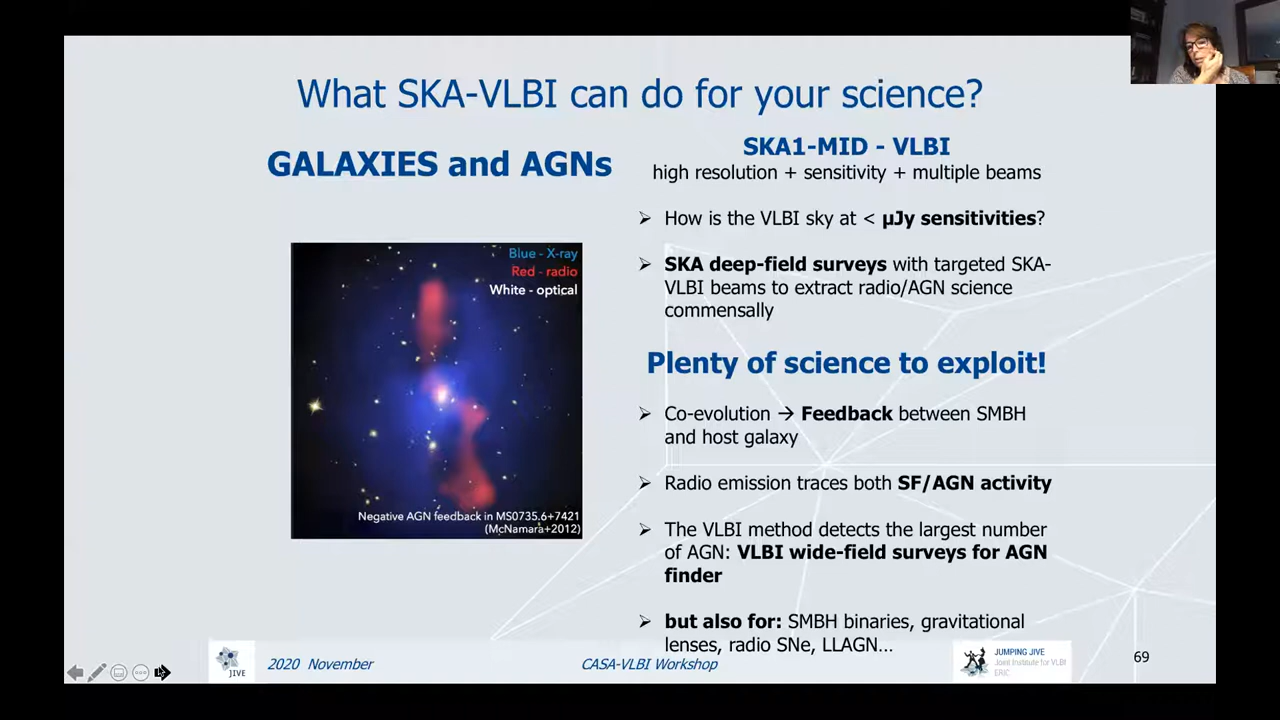 What SKA-VLBI can do for your science?
GALAXIES and AGNs
Blue - X-ray
Red - radio
White - optical
Negative AGN feedback in MS0735.6+7421
(McNamara+2012)
SKA1-MID - VLBI
high resolution + sensitivity + multiple beams
➢ How is the VLBI sky at < µJy sensitivities?
➢ SKA deep-field surveys with targeted SKA-
VLBI beams to extract radio/AGN science
commensally
Plenty of science to exploit!
➢ Co-evolution → Feedback between SMBH
and host galaxy
➢ Radio emission traces both SF/AGN activity
➢ The VLBI method detects the largest number
of AGN: VLBI wide-field surveys for AGN
finder
➢ but also for: SMBH binaries, gravitational
lenses, radio SNe, LLAGN...
JIVE
2020 November
CASA-VLBI Workshop
JUMPING JIVE
Joint Institute for VLBI
ERIC
69